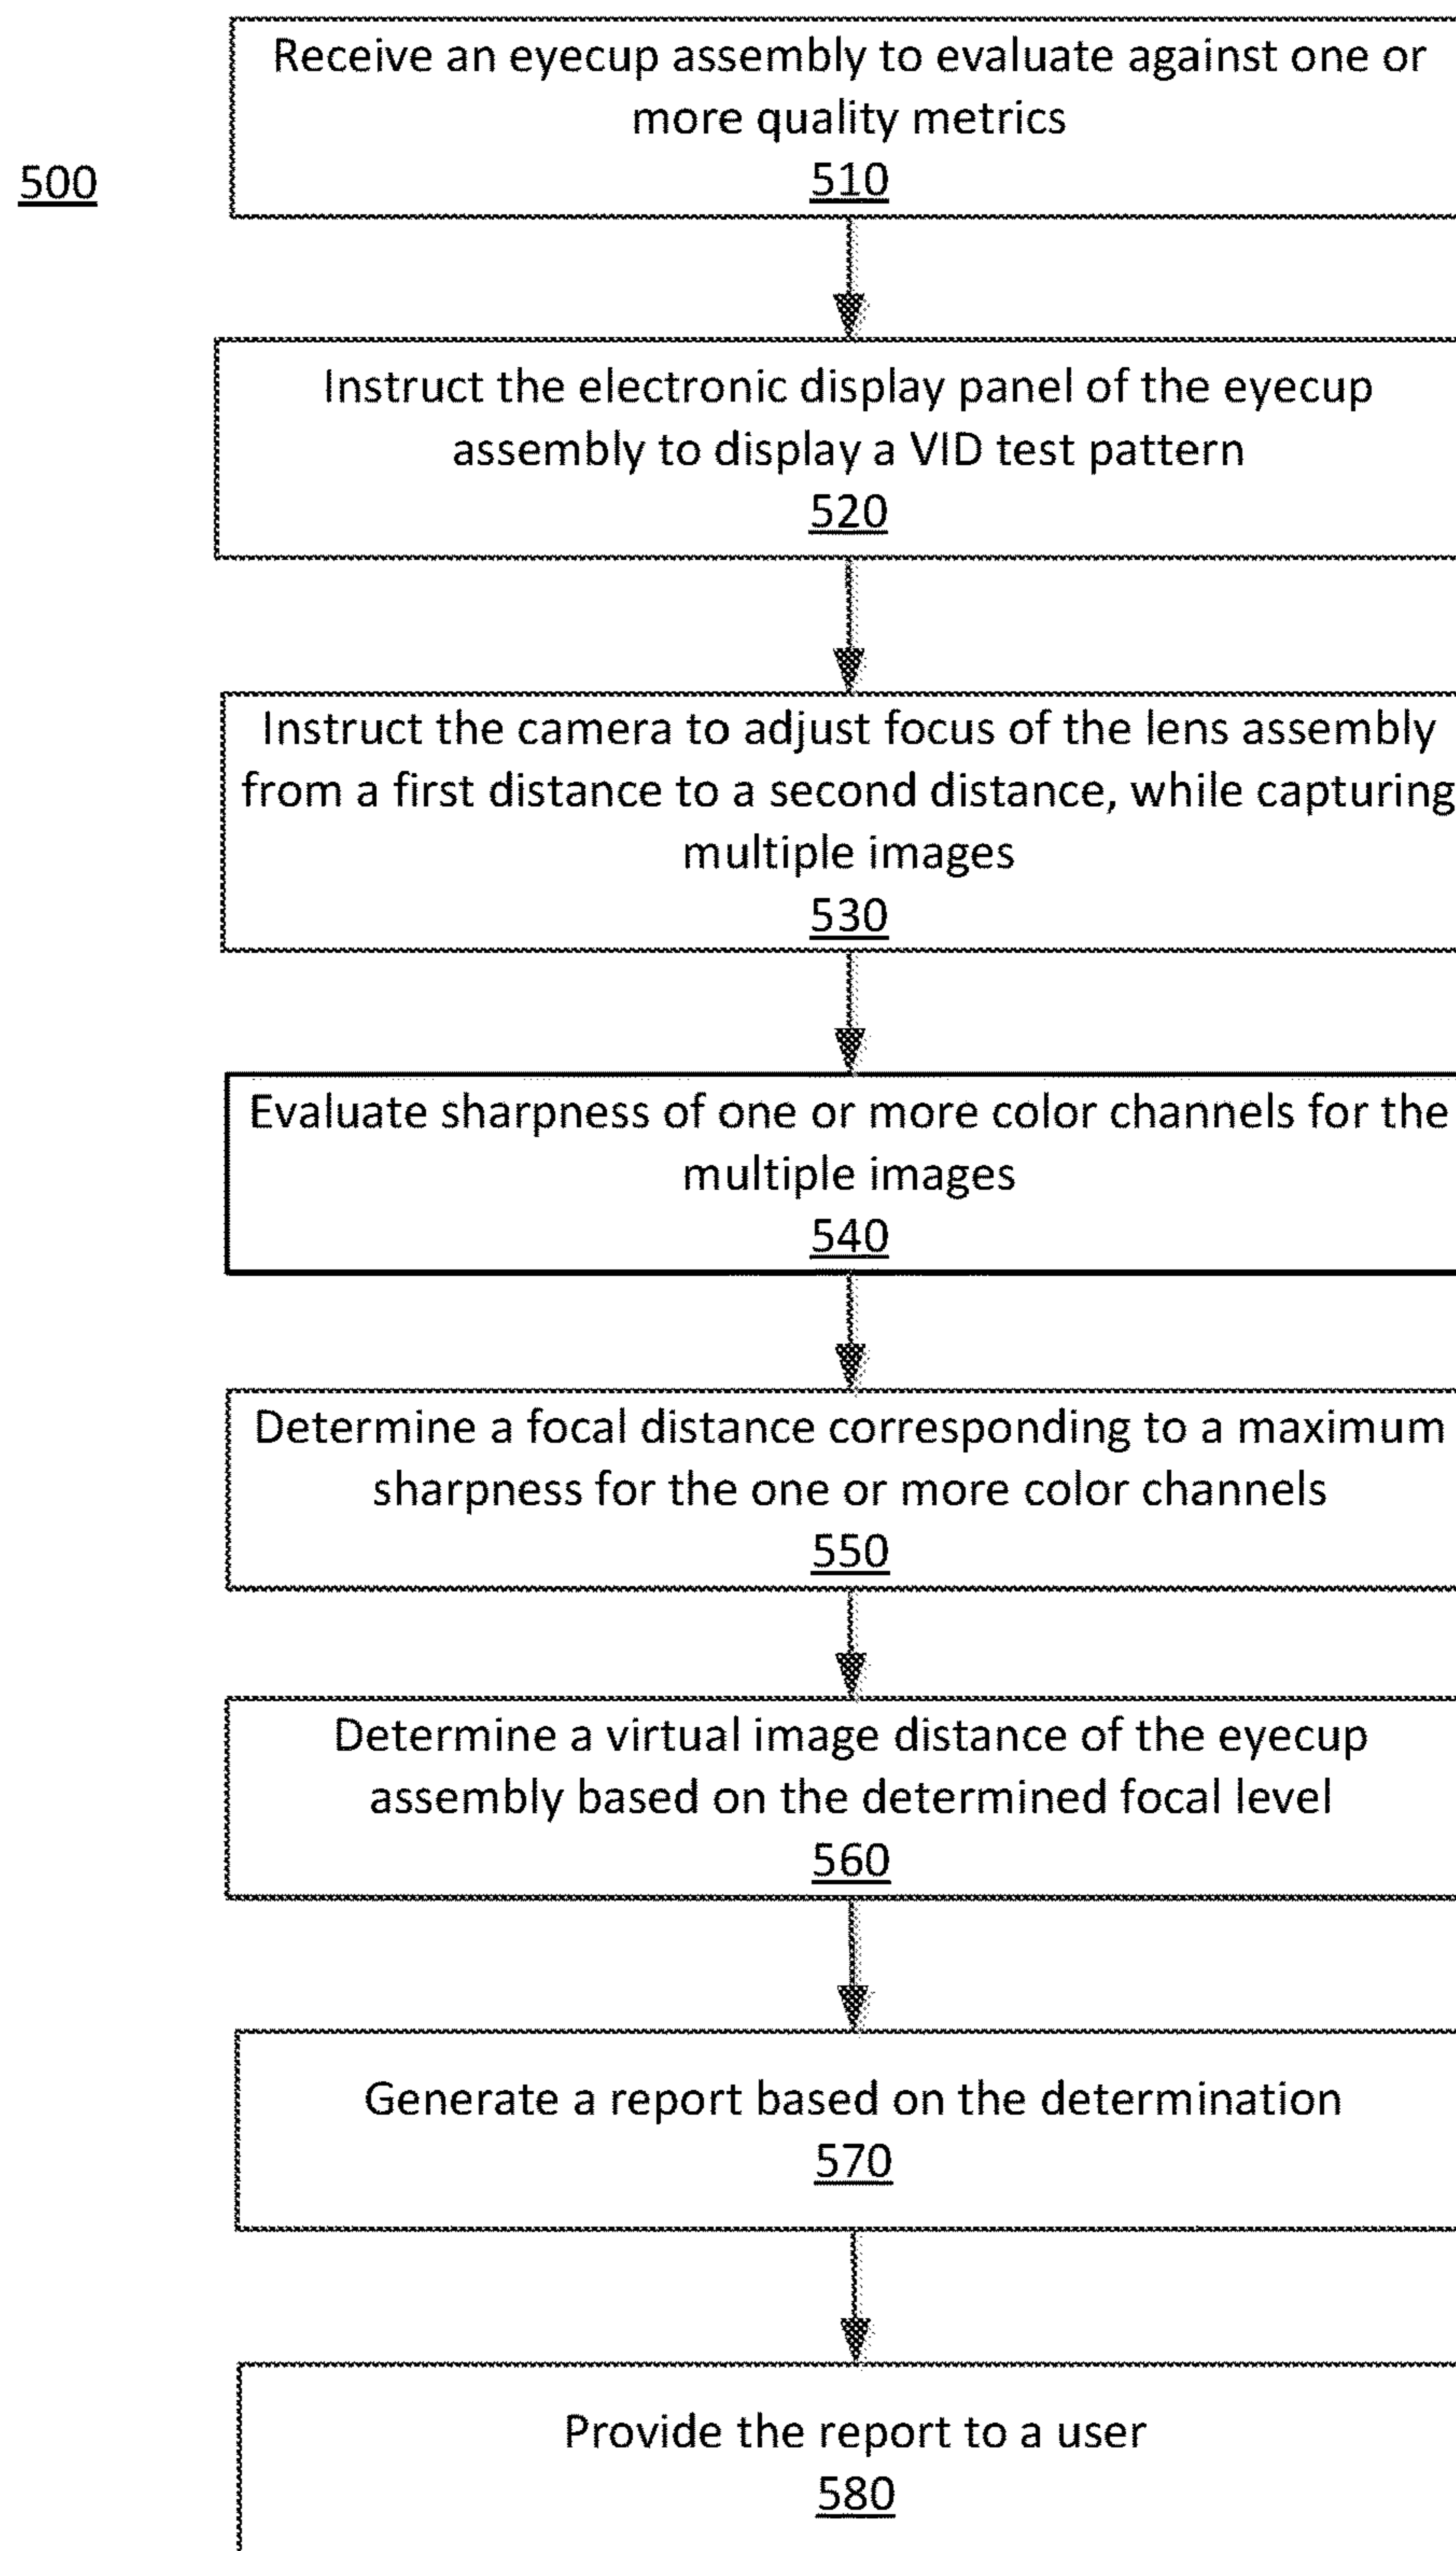 Receive an eyecup assembly to evaluate against one or
more quality metrics
510
500
Instruct the electronic display panel of the eyecup
assembly to display a VID test pattern
520
Instruct the camera to adjust focus of the lens assembly
from a first distance to a second distance, while capturing
multiple images
530
Evaluate sharpness of one or more color channels for the
multiple images
540
Determine a focal distance corresponding to a maximum
sharpness for the one or more color channels
550
Determine a virtual image distance of the eyecup
assembly based on the determined focal level
560
Generate a report based on the determination
570
Provide the report to a user
580